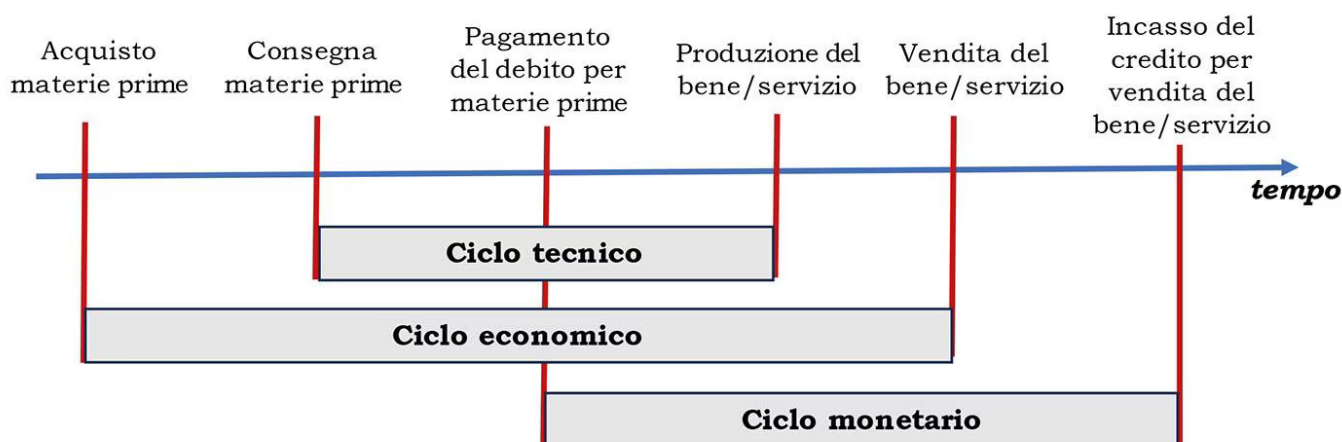 Acquisto
materie prime
Consegna
materie prime
Pagamento
del debito per
materie prime
Produzione del
bene/servizio
Vendita del
bene/servizio
Incasso del
credito per
vendita del
bene/servizio
tempo
Ciclo tecnico
Ciclo economico
Ciclo monetario